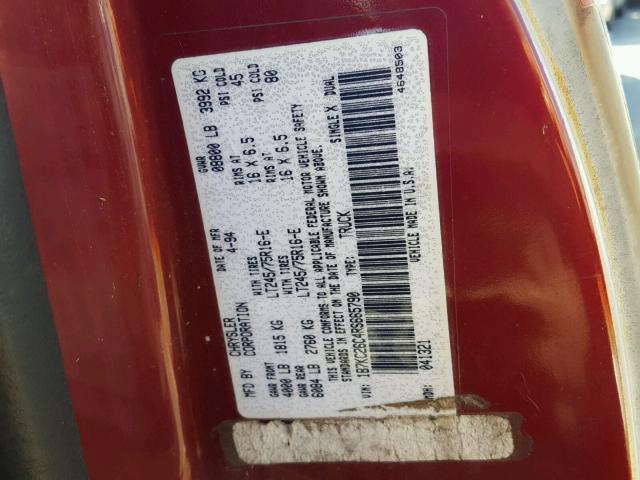 MFD BY CHRYSLER CORPORATION DATE OF MFR 4-94 GVWR 08800 LB 3992 KG
GAWR FRONT 4000 LB 1815 KG WITH TIRES LT245/75R16-E RIMS AT 16 X 6.5 PSI COLD 45
GAWR REAR 6084 LB 2760 KG WITH TIRES LT245/75R16-E RIMS AT 16 X 6.5 PSI COLD 80
THIS VEHICLE CONFORMS TO ALL APPLICABLE FEDERAL MOTOR VEHICLE SAFETY
STANDARDS IN EFFECT ON THE DATE OF MANUFACTURE SHOWN ABOVE.
VIN: 1B7KC26C4RS685790 TRUCK SINGLE X DUAL
MDH: 041321 VEHICLE MADE IN U.S.A. 4648503